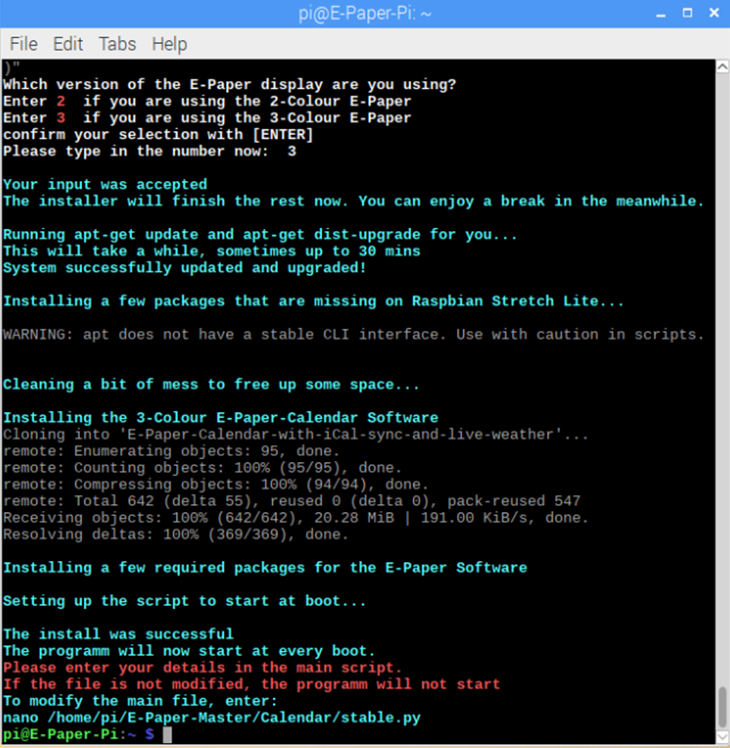 pi@E-Paper-Pi: ~
File Edit Tabs Help
)"
Which version of the E-Paper display are you using?
Enter 2  if you are using the 2-Colour E-Paper
Enter 3  if you are using the 3-Colour E-Paper
confirm your selection with [ENTER]
Please type in the number now:  3
Your input was accepted
The installer will finish the rest now. You can enjoy a break in the meanwhile.
Running apt-get update and apt-get dist-upgrade for you...
This will take a while, sometimes up to 30 mins
System successfully updated and upgraded!
Installing a few packages that are missing on Raspbian Stretch Lite...
WARNING: apt does not have a stable CLI interface. Use with caution in scripts.
Cleaning a bit of mess to free up some space...
Installing the 3-Colour E-Paper-Calendar Software
Cloning into 'E-Paper-Calendar-with-iCal-sync-and-live-weather'...
remote: Enumerating objects: 95, done.
remote: Counting objects: 100% (95/95), done.
remote: Compressing objects: 100% (94/94), done.
remote: Total 642 (delta 55), reused 0 (delta 0), pack-reused 547
Receiving objects: 100% (642/642), 20.28 MiB | 191.00 KiB/s, done.
Resolving deltas: 100% (369/369), done.
Installing a few required packages for the E-Paper Software
Setting up the script to start at boot...
The install was successful
The programm will now start at every boot.
Please enter your details in the main script.
If the file is not modified, the programm will not start
To modify the main file, enter:
nano /home/pi/E-Paper-Master/Calendar/stable.py
pi@E-Paper-Pi:~ $